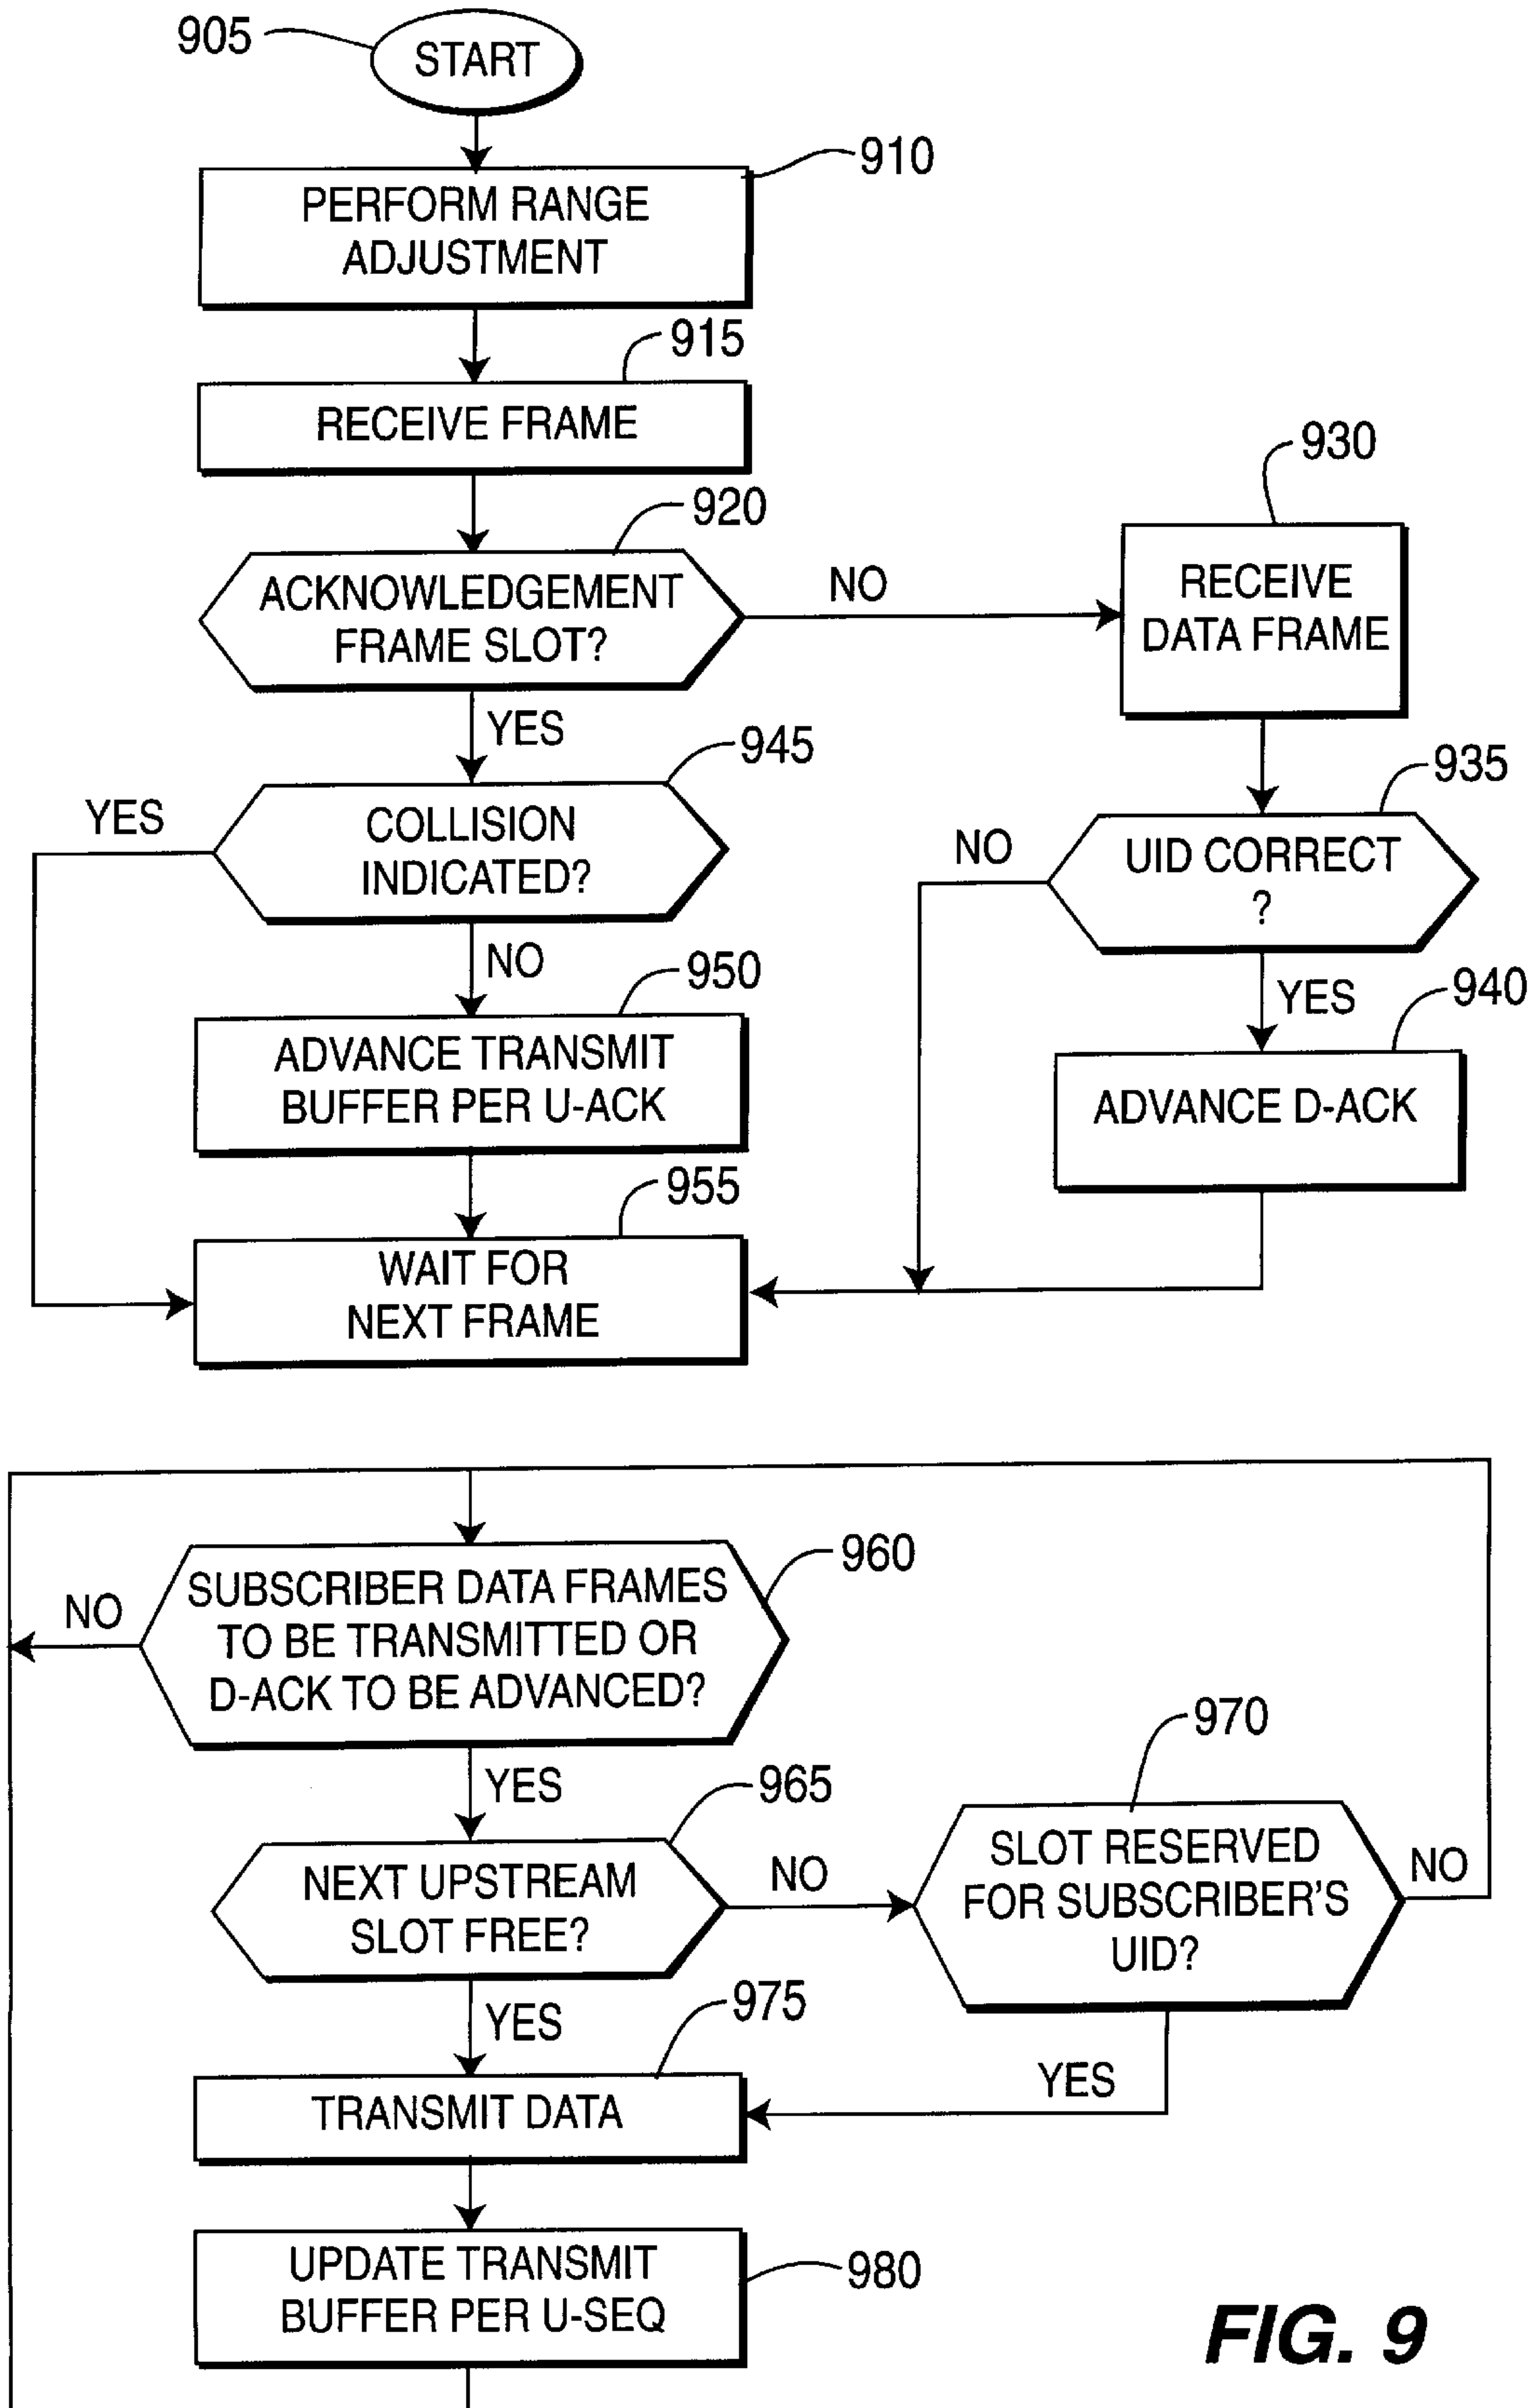 905
START
910
PERFORM RANGE
ADJUSTMENT
915
RECEIVE FRAME
920
930
ACKNOWLEDGEMENT
FRAME SLOT?
NO
RECEIVE
DATA FRAME
YES
945
935
YES
COLLISION
INDICATED?
NO
UID CORRECT
?
NO
950
YES
940
ADVANCE TRANSMIT
BUFFER PER U-ACK
ADVANCE D-ACK
955
WAIT FOR
NEXT FRAME
960
NO
SUBSCRIBER DATA FRAMES
TO BE TRANSMITTED OR
D-ACK TO BE ADVANCED?
970
YES
965
NEXT UPSTREAM
SLOT FREE?
NO
SLOT RESERVED
FOR SUBSCRIBER'S
UID?
NO
YES
975
YES
TRANSMIT DATA
UPDATE TRANSMIT
BUFFER PER U-SEQ
980
FIG. 9